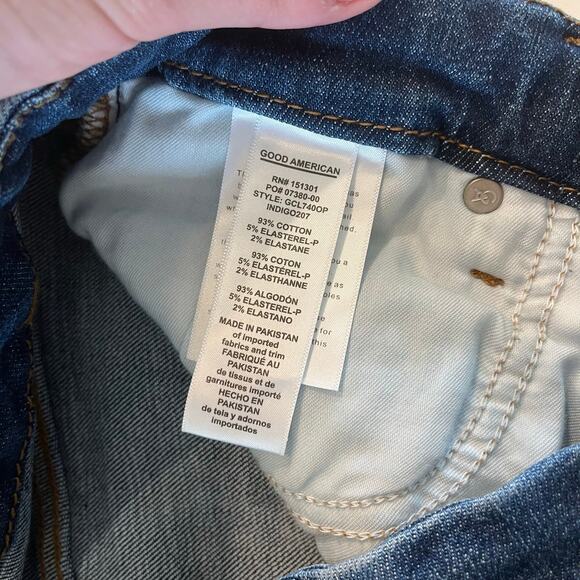 GOOD AMERICAN
RN# 151301
PO# 07380-00
STYLE: GCL740OP
INDIGO207
93% COTTON
5% ELASTEREL-P
2% ELASTANE
93% COTON
5% ELASTÉREL-P
2% ELASTHANNE
93% ALGODÓN
5% ELASTEREL-P
2% ELASTANO
MADE IN PAKISTAN
of imported
fabrics and trim
FABRIQUÉ AU
PAKISTAN
de tissus et de
garnitures importé
HECHO EN
PAKISTAN
de tela y adornos
importados
GA